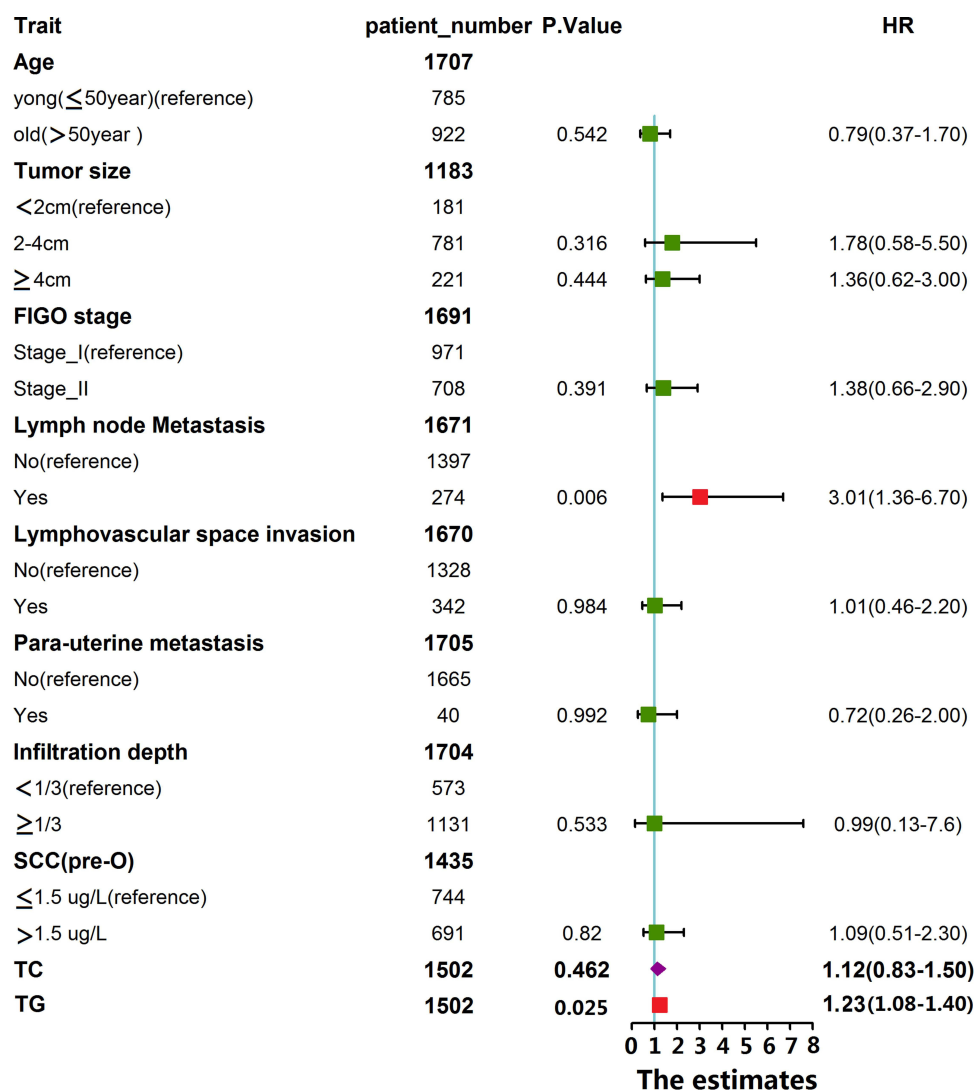 Trait patient_number P.Value HR
Age 1707
yong(≤50year)(reference) 785
old(>50year ) 922 0.542 0.79(0.37-1.70)
Tumor size 1183
<2cm(reference) 181
2-4cm 781 0.316 1.78(0.58-5.50)
≥4cm 221 0.444 1.36(0.62-3.00)
FIGO stage 1691
Stage_I(reference) 971
Stage_II 708 0.391 1.38(0.66-2.90)
Lymph node Metastasis 1671
No(reference) 1397
Yes 274 0.006 3.01(1.36-6.70)
Lymphovascular space invasion 1670
No(reference) 1328
Yes 342 0.984 1.01(0.46-2.20)
Para-uterine metastasis 1705
No(reference) 1665
Yes 40 0.992 0.72(0.26-2.00)
Infiltration depth 1704
<1/3(reference) 573
≥1/3 1131 0.533 0.99(0.13-7.6)
SCC(pre-O) 1435
≤1.5 ug/L(reference) 744
>1.5 ug/L 691 0.82 1.09(0.51-2.30)
TC 1502 0.462 1.12(0.83-1.50)
TG 1502 0.025 1.23(1.08-1.40)
0 1 2 3 4 5 6 7 8
The estimates